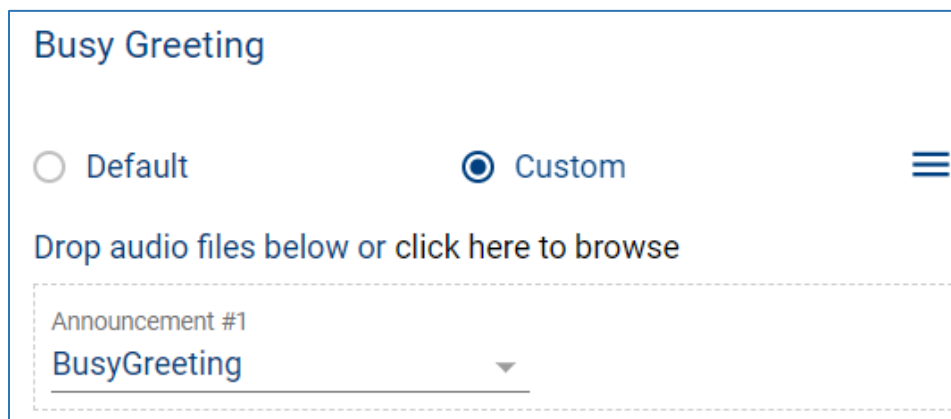 Busy Greeting
Default Custom
Drop audio files below or click here to browse
Announcement #1
BusyGreeting